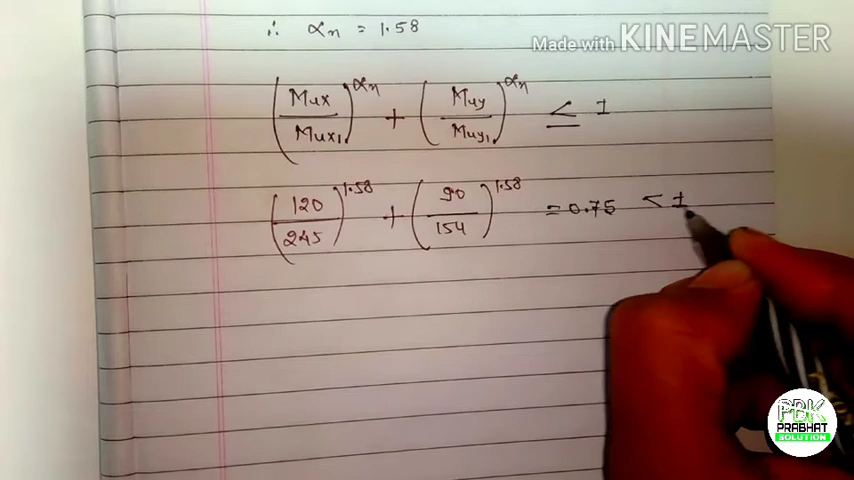 ∴ αn = 1.58
Made with KINEMASTER
(Mux/Mux1)^αn + (Muy/Muy1)^αn ≤ 1
(120/245)^1.58 + (90/154)^1.58 = 0.75 < 1
PBK
PRABHAT
SOLUTION